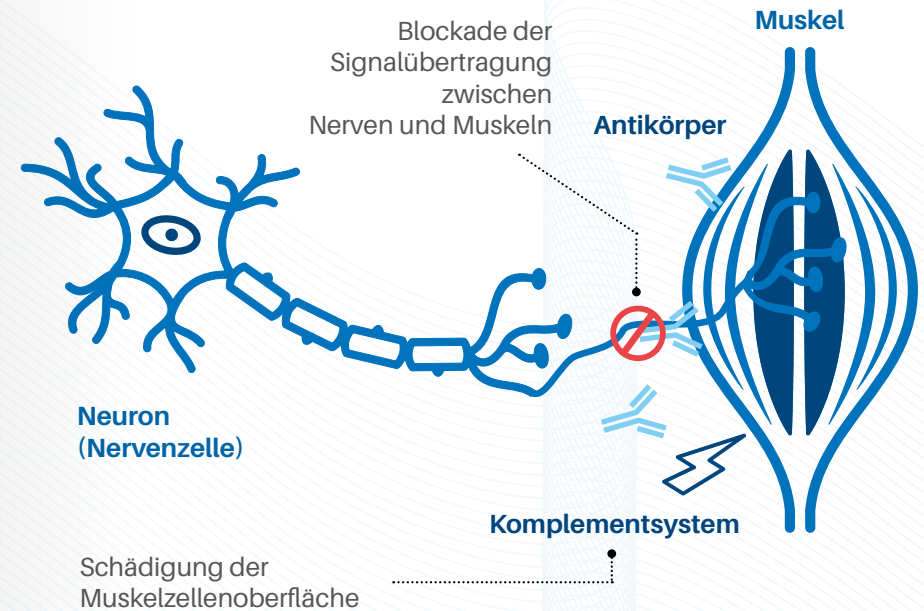 Muskel
Blockade der
Signalübertragung
zwischen
Nerven und Muskeln
Antikörper
Neuron
(Nervenzelle)
Komplementsystem
Schädigung der
Muskelzellenoberfläche